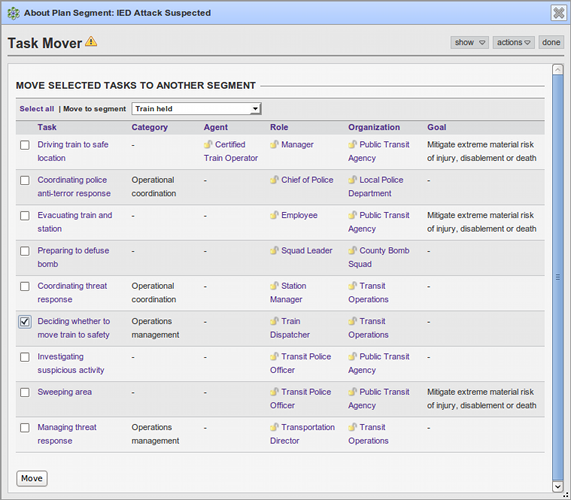 About Plan Segment: IED Attack Suspected
Task Mover
show
actions
done
MOVE SELECTED TASKS TO ANOTHER SEGMENT
Select all | Move to segment Train held
Task Category Agent Role Organization Goal
Driving train to safe - Certified Manager Public Transit Mitigate extreme material risk
location Train Operator Agency of injury, disablement or death
Coordinating police Operational - Chief of Police Local Police -
anti-terror response coordination Department
Evacuating train and - - Employee Public Transit Mitigate extreme material risk
station Agency of injury, disablement or death
Preparing to defuse - - Squad Leader County Bomb -
bomb Squad
Coordinating threat Operational - Station Transit -
response coordination Manager Operations
Deciding whether to Operations - Train Transit -
move train to safety management Dispatcher Operations
Investigating - - Transit Police Public Transit -
suspicious activity Officer Agency
Sweeping area - - Transit Police Public Transit Mitigate extreme material risk
Officer Agency of injury, disablement or death
Managing threat Operations - Transportation Transit -
response management Director Operations
Move